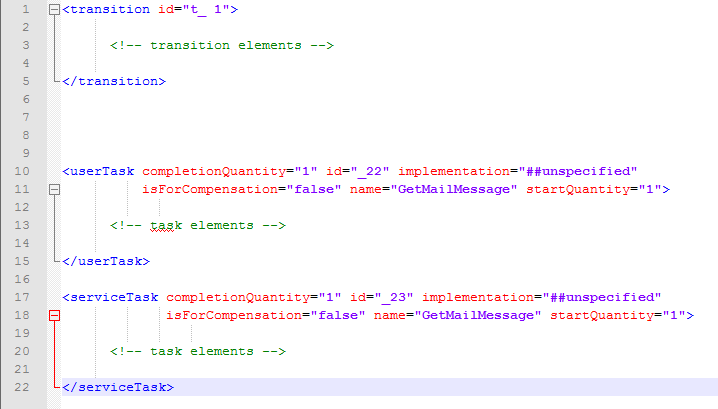 1 <transition id="t_ 1">
2
3 <!-- transition elements -->
4
5 </transition>
6
7
8
9
10 <userTask completionQuantity="1" id="_22" implementation="##unspecified"
11 isForCompensation="false" name="GetMailMessage" startQuantity="1">
12
13 <!-- task elements -->
14
15 </userTask>
16
17 <serviceTask completionQuantity="1" id="_23" implementation="##unspecified"
18 isForCompensation="false" name="GetMailMessage" startQuantity="1">
19
20 <!-- task elements -->
21
22 </serviceTask>